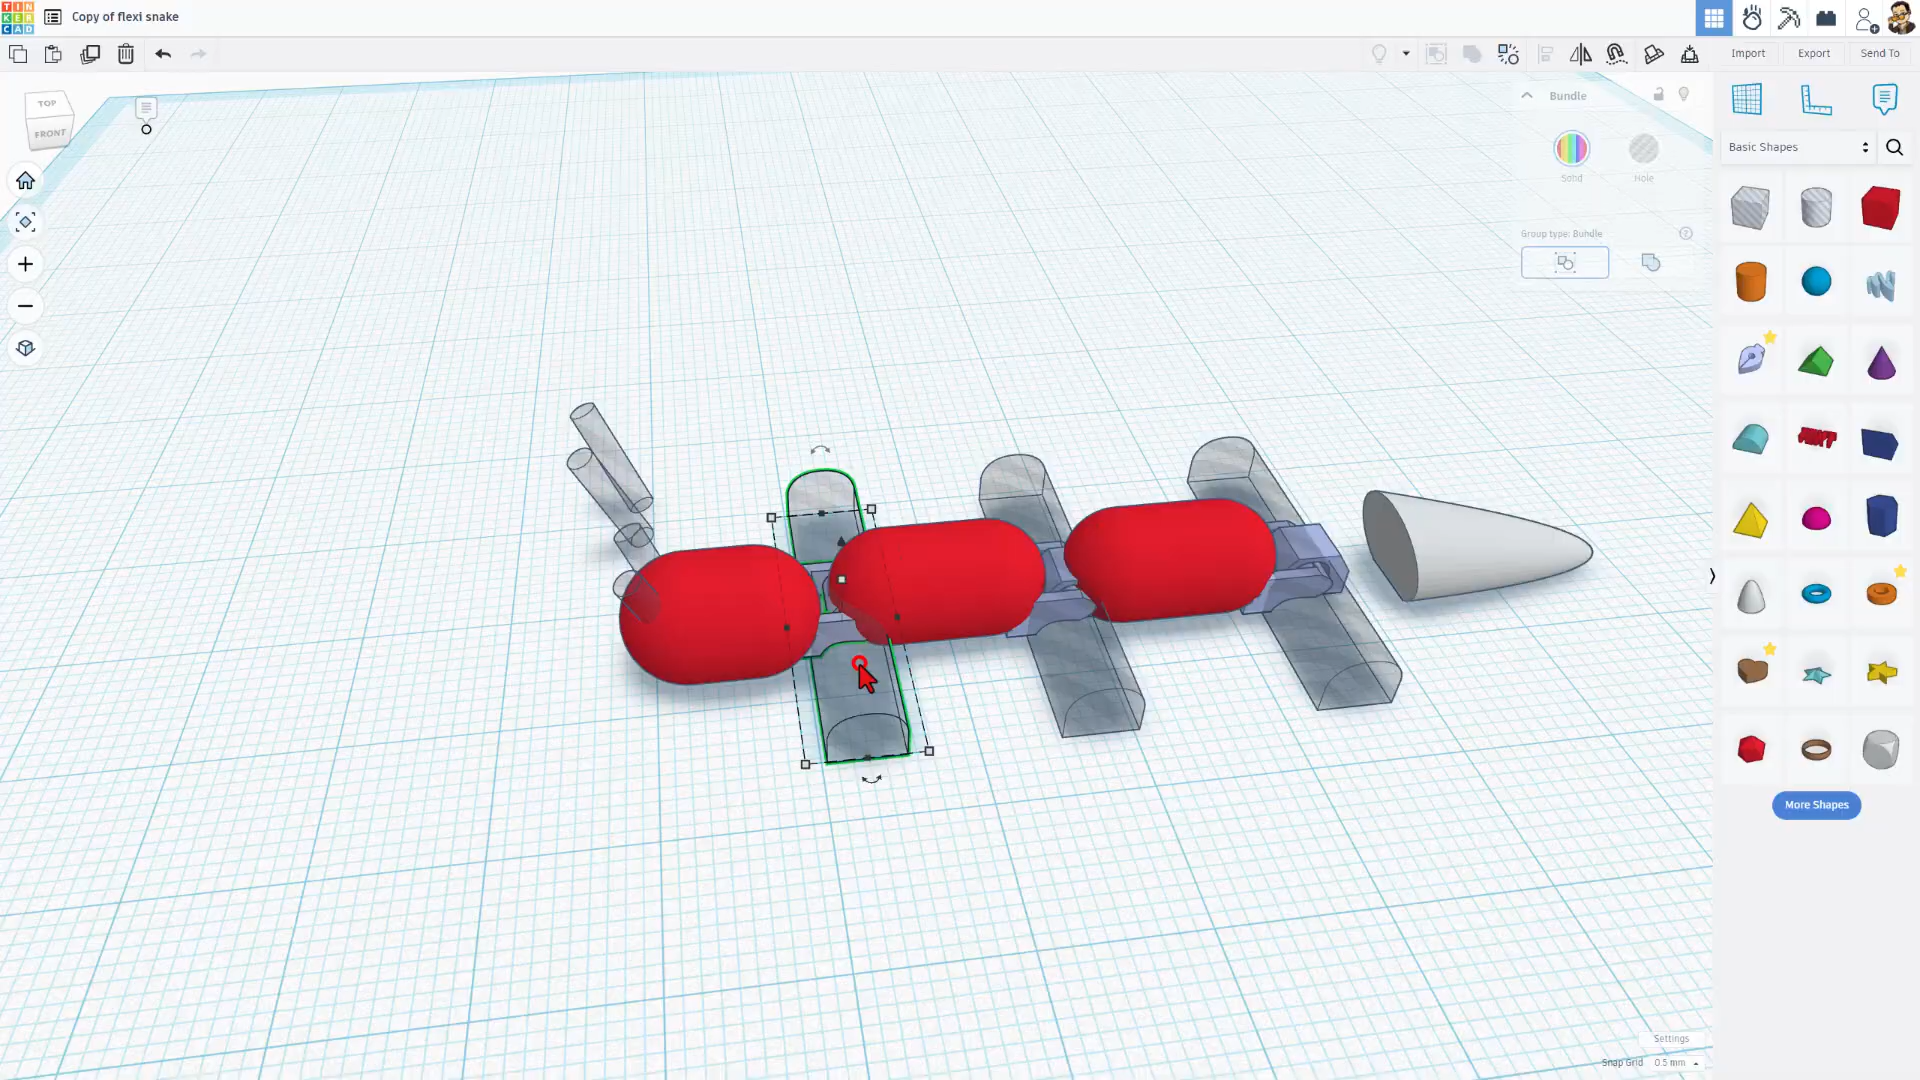 TIN
KER
CAD
Copy of flexi snake
Import
Export
Send To
TOP
FRONT
Bundle
Solid
Hole
Group type: Bundle
Basic Shapes
More Shapes
Settings
Snap Grid 0.5 mm